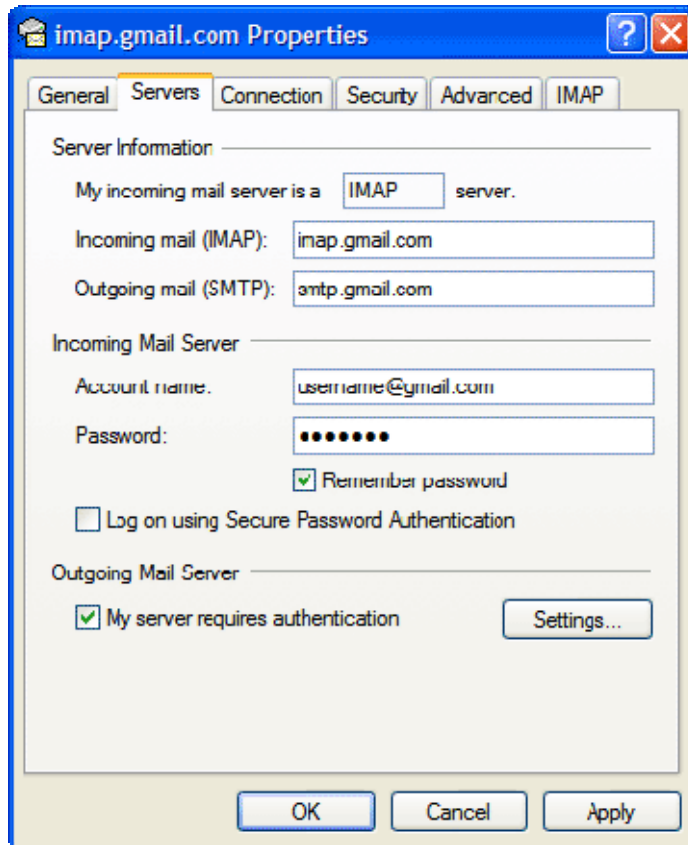 imap.gmail.com Properties
General Servers Connection Security Advanced IMAP
Server Information
My incoming mail server is a IMAP server.
Incoming mail (IMAP): imap.gmail.com
Outgoing mail (SMTP): smtp.gmail.com
Incoming Mail Server
Account name: username@gmail.com
Password: •••••••
Remember password
Log on using Secure Password Authentication
Outgoing Mail Server
My server requires authentication Settings...
OK Cancel Apply